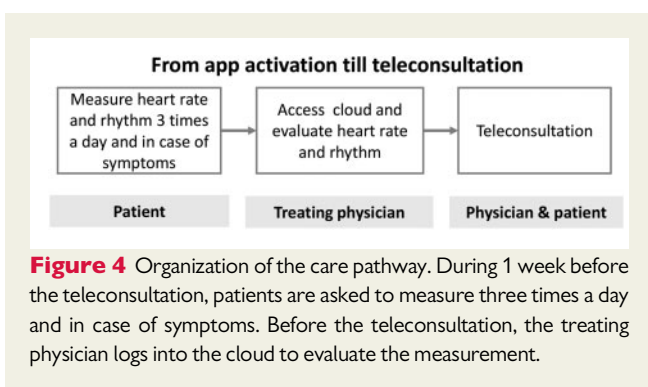 From app activation till teleconsultation
Measure heart rate
and rhythm 3 times
a day and in case of
symptoms
Access cloud and
evaluate heart rate
and rhythm
Teleconsultation
Patient
Treating physician
Physician & patient
Figure 4 Organization of the care pathway. During 1 week before
the teleconsultation, patients are asked to measure three times a day
and in case of symptoms. Before the teleconsultation, the treating
physician logs into the cloud to evaluate the measurement.